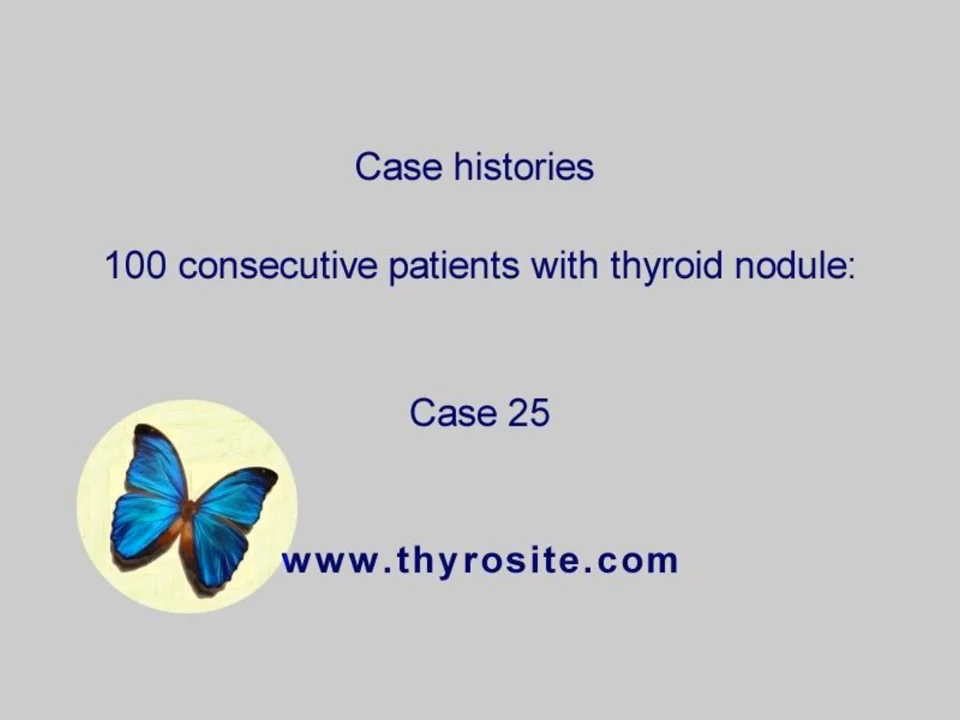 Case histories
100 consecutive patients with thyroid nodule:
Case 25
www.thyrosite.com